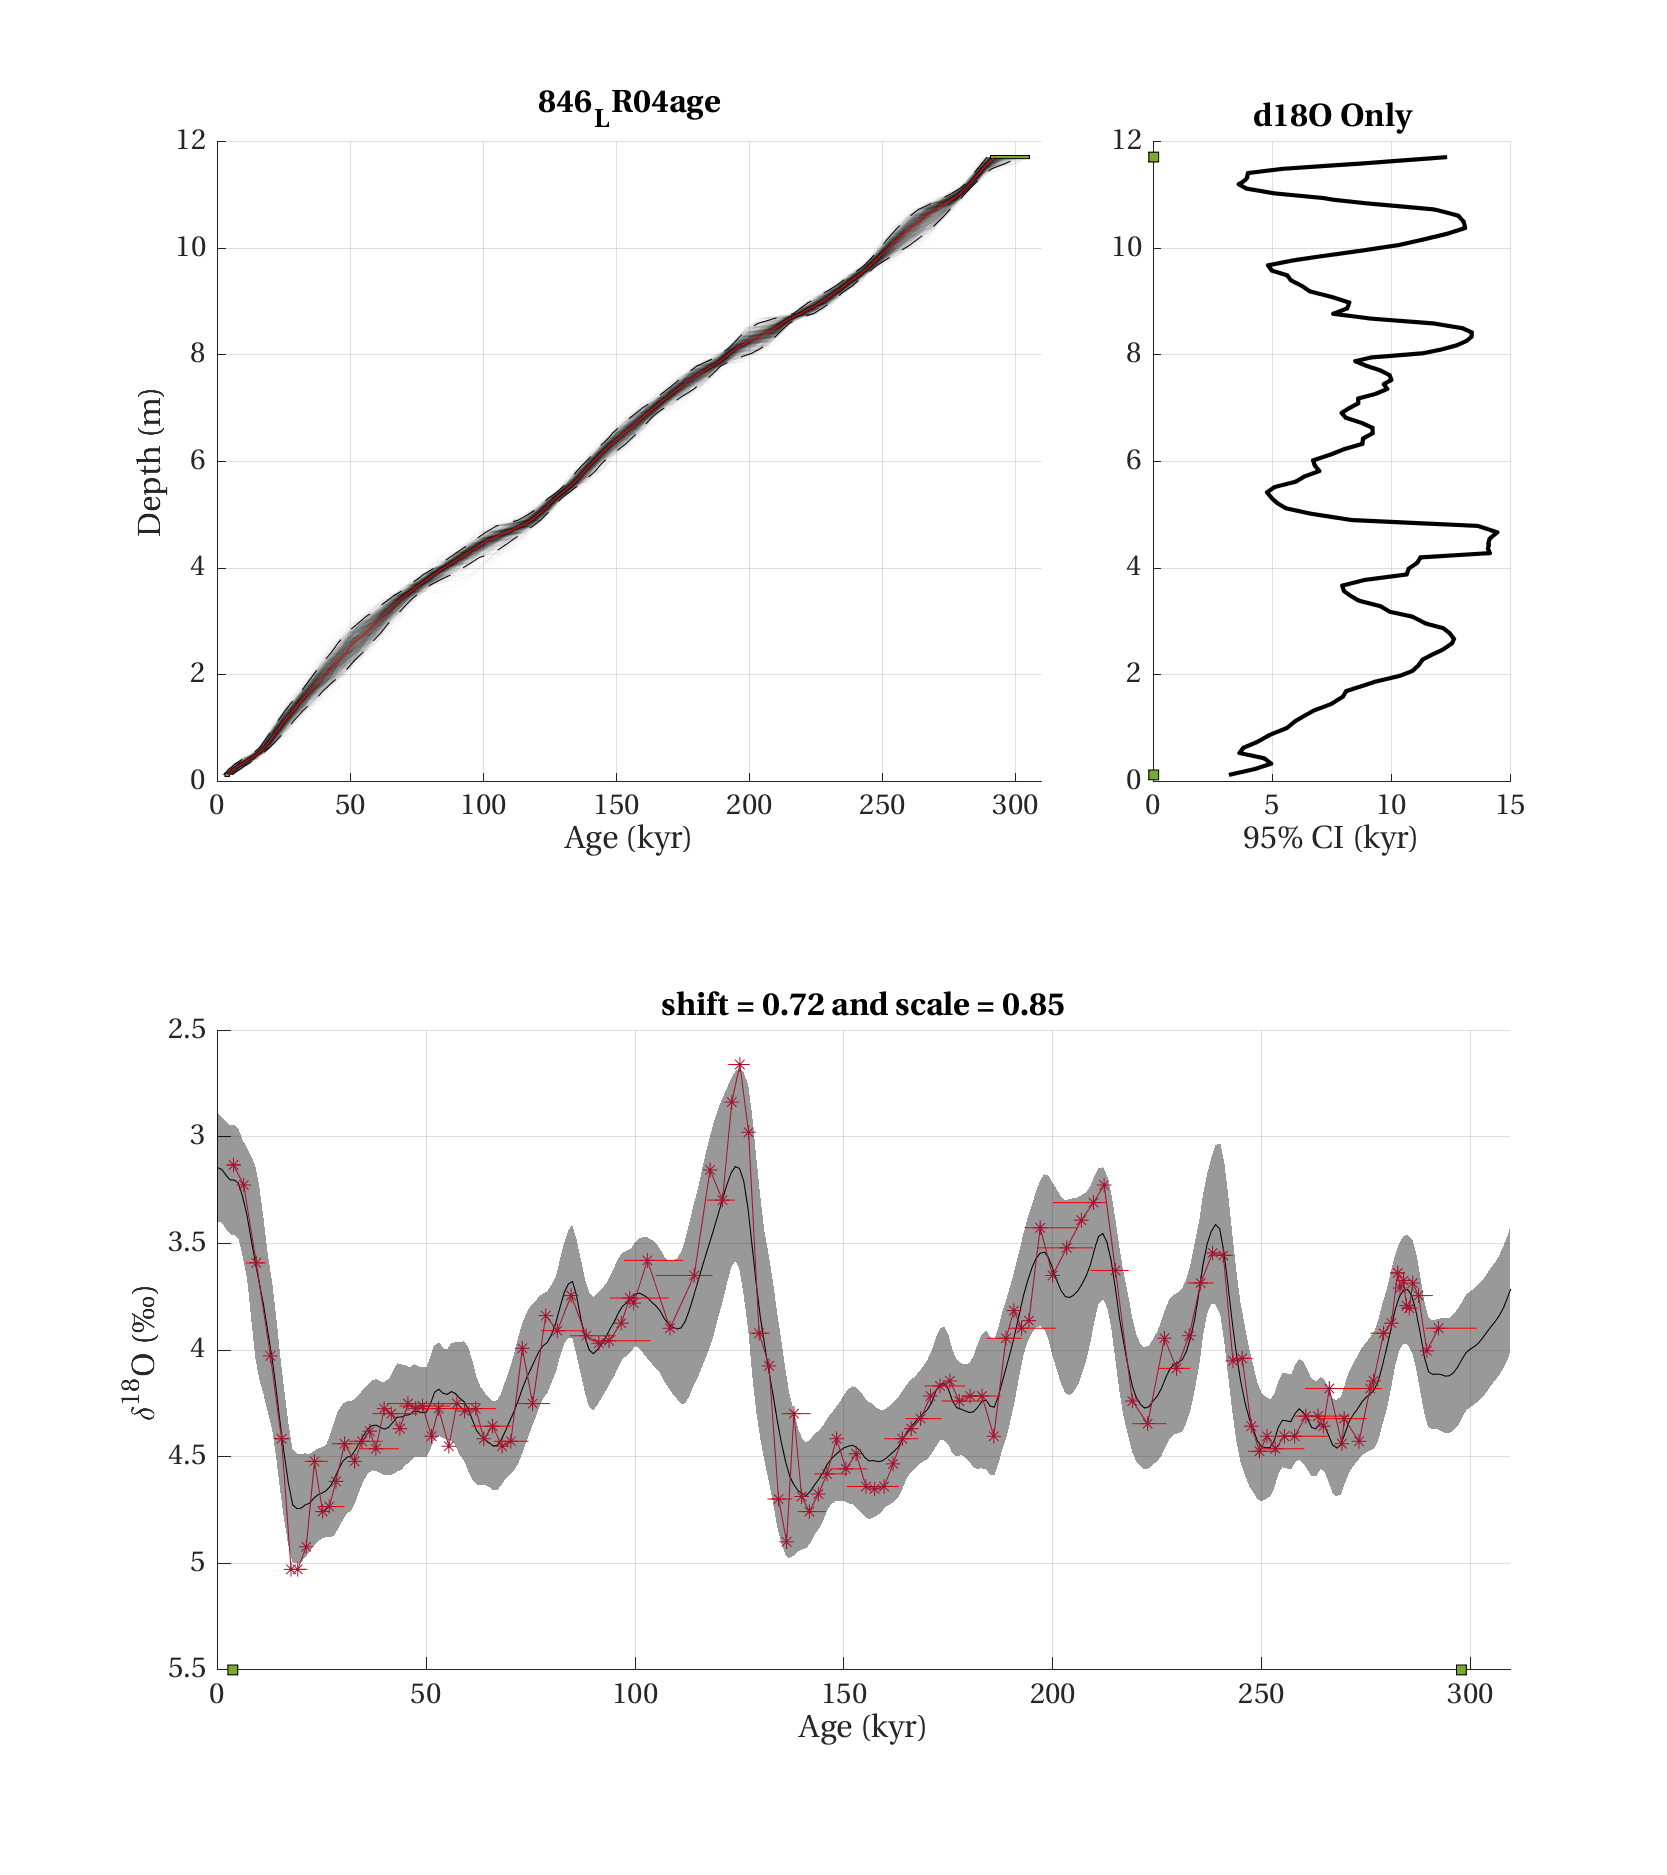 846_LR04age
12
10
8
6
4
2
0
Depth (m)
0 50 100 150 200 250 300
Age (kyr)
d18O Only
12
10
8
6
4
2
0
0 5 10 15
95% CI (kyr)
shift = 0.72 and scale = 0.85
2.5
3
3.5
4
4.5
5
5.5
δ¹⁸O (‰)
0 50 100 150 200 250 300
Age (kyr)